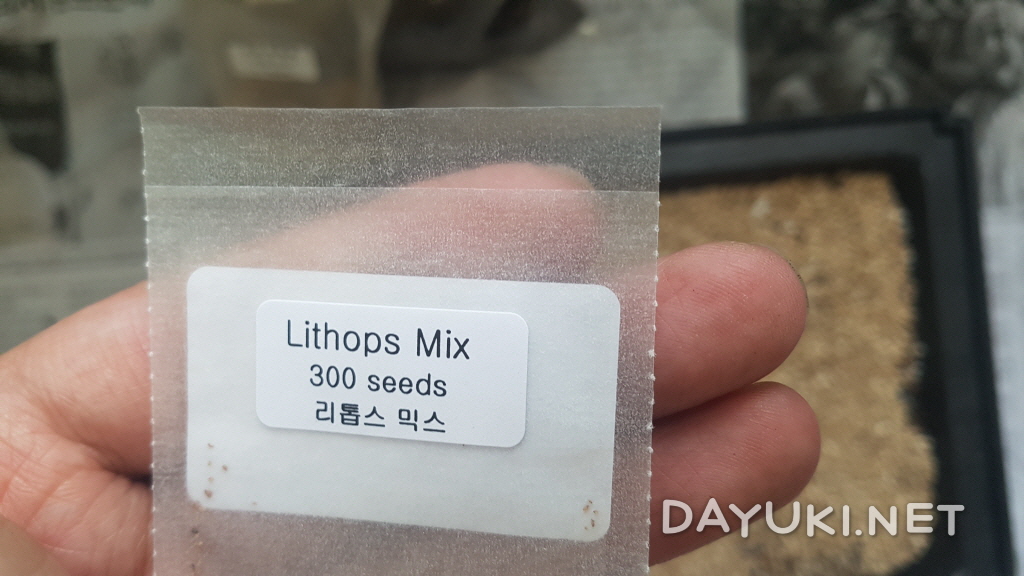 Lithops Mix
300 seeds
리톱스 믹스
DAYUKI.NET